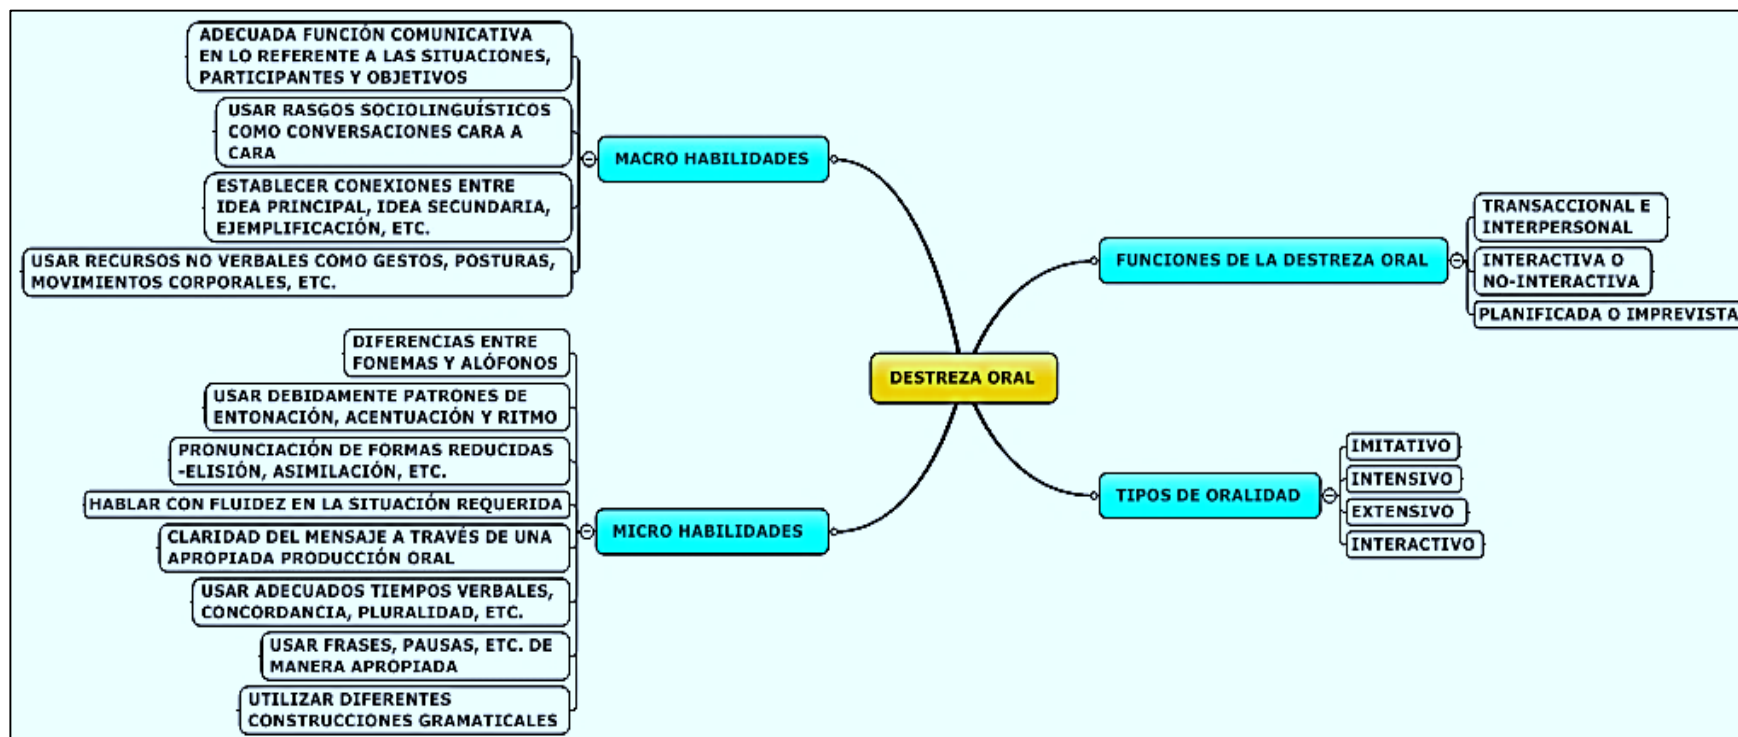 ADECUADA FUNCIÓN COMUNICATIVA
EN LO REFERENTE A LAS SITUACIONES,
PARTICIPANTES Y OBJETIVOS
USAR RASGOS SOCIOLINGUÍSTICOS
COMO CONVERSACIONES CARA A
CARA
ESTABLECER CONEXIONES ENTRE
IDEA PRINCIPAL, IDEA SECUNDARIA,
EJEMPLIFICACIÓN, ETC.
USAR RECURSOS NO VERBALES COMO GESTOS, POSTURAS,
MOVIMIENTOS CORPORALES, ETC.
MACRO HABILIDADES
DIFERENCIAS ENTRE
FONEMAS Y ALÓFONOS
USAR DEBIDAMENTE PATRONES DE
ENTONACIÓN, ACENTUACIÓN Y RITMO
PRONUNCIACIÓN DE FORMAS REDUCIDAS
-ELISIÓN, ASIMILACIÓN, ETC.
HABLAR CON FLUIDEZ EN LA SITUACIÓN REQUERIDA
CLARIDAD DEL MENSAJE A TRAVÉS DE UNA
APROPIADA PRODUCCIÓN ORAL
USAR ADECUADOS TIEMPOS VERBALES,
CONCORDANCIA, PLURALIDAD, ETC.
USAR FRASES, PAUSAS, ETC. DE
MANERA APROPIADA
UTILIZAR DIFERENTES
CONSTRUCCIONES GRAMATICALES
MICRO HABILIDADES
DESTREZA ORAL
FUNCIONES DE LA DESTREZA ORAL
TRANSACCIONAL E
INTERPERSONAL
INTERACTIVA O
NO-INTERACTIVA
PLANIFICADA O IMPREVISTA
TIPOS DE ORALIDAD
IMITATIVO
INTENSIVO
EXTENSIVO
INTERACTIVO